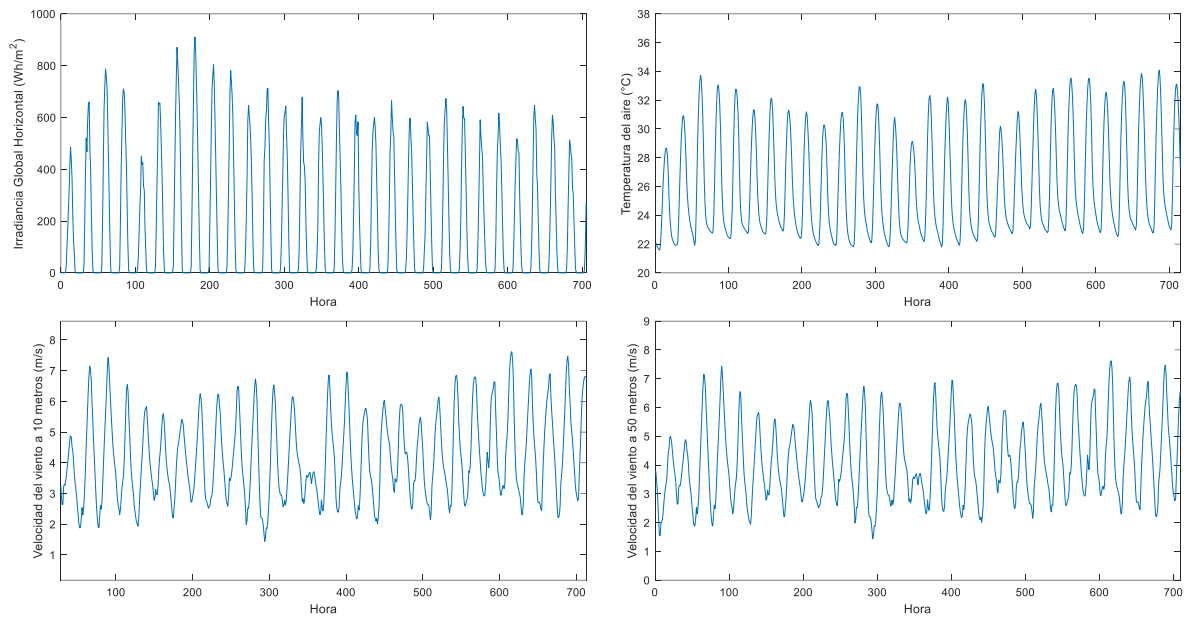 Irradiancia Global Horizontal (Wh/m²)
1000
800
600
400
200
0
0 100 200 300 400 500 600 700
Hora
Temperatura del aire (°C)
38
36
34
32
30
28
26
24
22
20
0 100 200 300 400 500 600 700
Hora
Velocidad del viento a 10 metros (m/s)
8
7
6
5
4
3
2
1
100 200 300 400 500 600 700
Hora
Velocidad del viento a 50 metros (m/s)
9
8
7
6
5
4
3
2
1
0
0 100 200 300 400 500 600 700
Hora